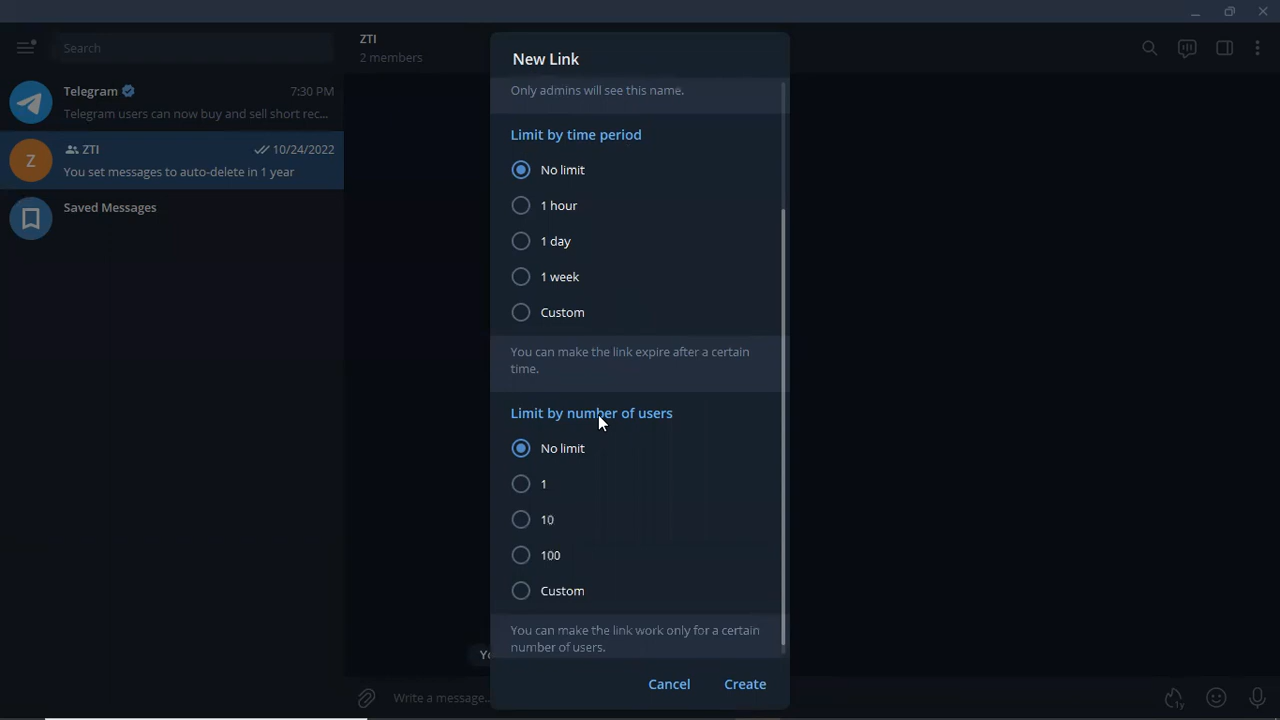 Search
Telegram
7:30 PM
Telegram users can now buy and sell short rec...
Z
ZTI
10/24/2022
You set messages to auto-delete in 1 year
Saved Messages
ZTI
2 members
New Link
Only admins will see this name.
Limit by time period
No limit
1 hour
1 day
1 week
Custom
You can make the link expire after a certain
time.
Limit by number of users
No limit
1
10
100
Custom
You can make the link work only for a certain
number of users.
Cancel
Create
Write a message...
1y